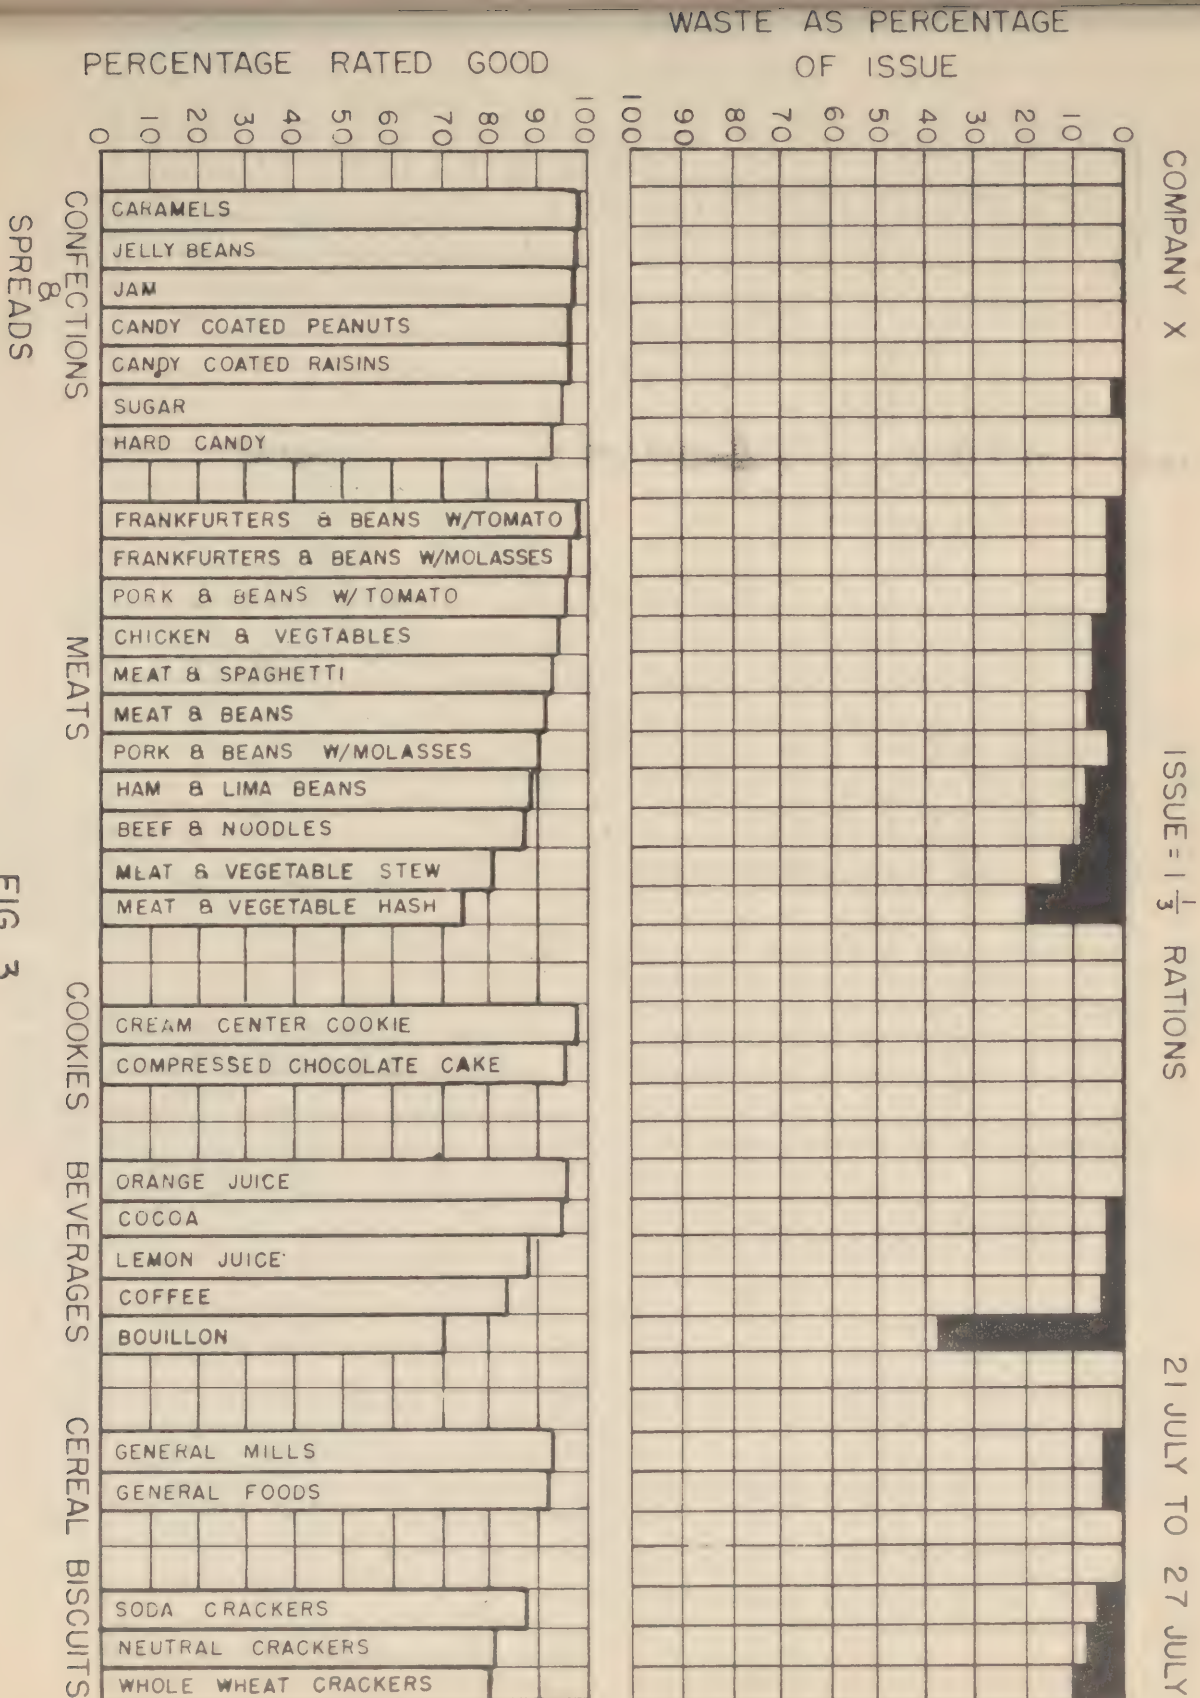 WASTE AS PERCENTAGE
OF ISSUE
PERCENTAGE RATED GOOD
0 10 20 30 40 50 60 70 80 90 100
100 90 80 70 60 50 40 30 20 10 0
COMPANY X
ISSUE = 1 1/3 RATIONS
21 JULY TO 27 JULY
CONFECTIONS
&
SPREADS
CARAMELS
JELLY BEANS
JAM
CANDY COATED PEANUTS
CANDY COATED RAISINS
SUGAR
HARD CANDY
MEATS
FRANKFURTERS & BEANS W/TOMATO
FRANKFURTERS & BEANS W/MOLASSES
PORK & BEANS W/TOMATO
CHICKEN & VEGTABLES
MEAT & SPAGHETTI
MEAT & BEANS
PORK & BEANS W/MOLASSES
HAM & LIMA BEANS
BEEF & NOODLES
MEAT & VEGETABLE STEW
MEAT & VEGETABLE HASH
COOKIES
CREAM CENTER COOKIE
COMPRESSED CHOCOLATE CAKE
BEVERAGES
ORANGE JUICE
COCOA
LEMON JUICE
COFFEE
BOUILLON
CEREAL
GENERAL MILLS
GENERAL FOODS
BISCUITS
SODA CRACKERS
NEUTRAL CRACKERS
WHOLE WHEAT CRACKERS
FIG 3